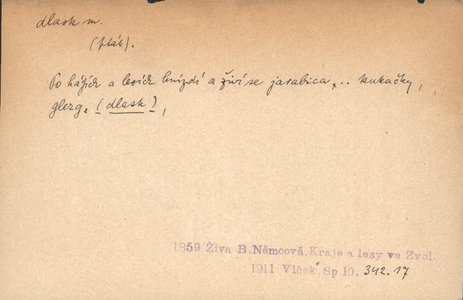 dlask m.
(pták).
Po hájích a lesích hnízdí a živí se jarabica, .. kukačky,
glezg, (dlask),
1859 Živa B. Němcová, Kraje a lesy ve Zvol
1911 Vlček, Sp. 10. 342.17